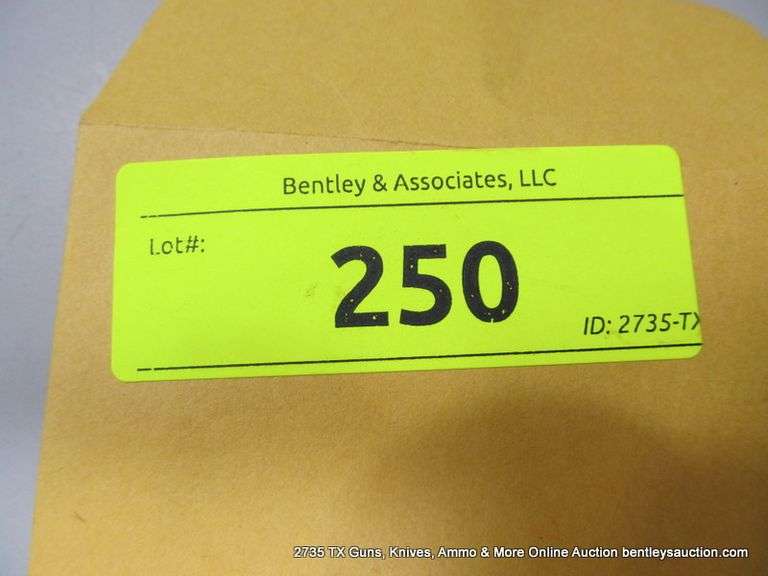 Bentley & Associates, LLC
Lot#:
250
ID: 2735-TX
2735 TX Guns, Knives, Ammo & More Online Auction bentleysauction.com